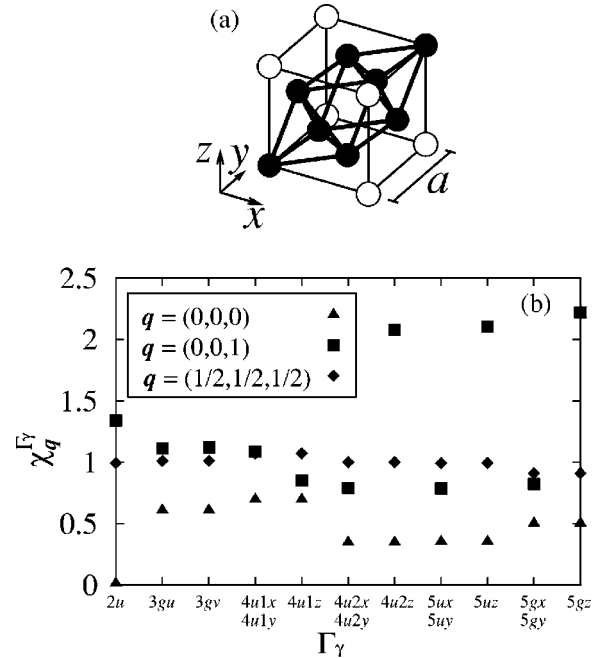 (a)
z
y
x
a
2.5
2
1.5
1
0.5
0
(b)
q = (0,0,0)
q = (0,0,1)
q = (1/2,1/2,1/2)
χ_q^{Γγ}
2u 3gu 3gv 4u1x 4u1z 4u2x 4u2z 5ux 5uz 5gx 5gz
4u1y 4u2y 5uy 5gy
Γγ